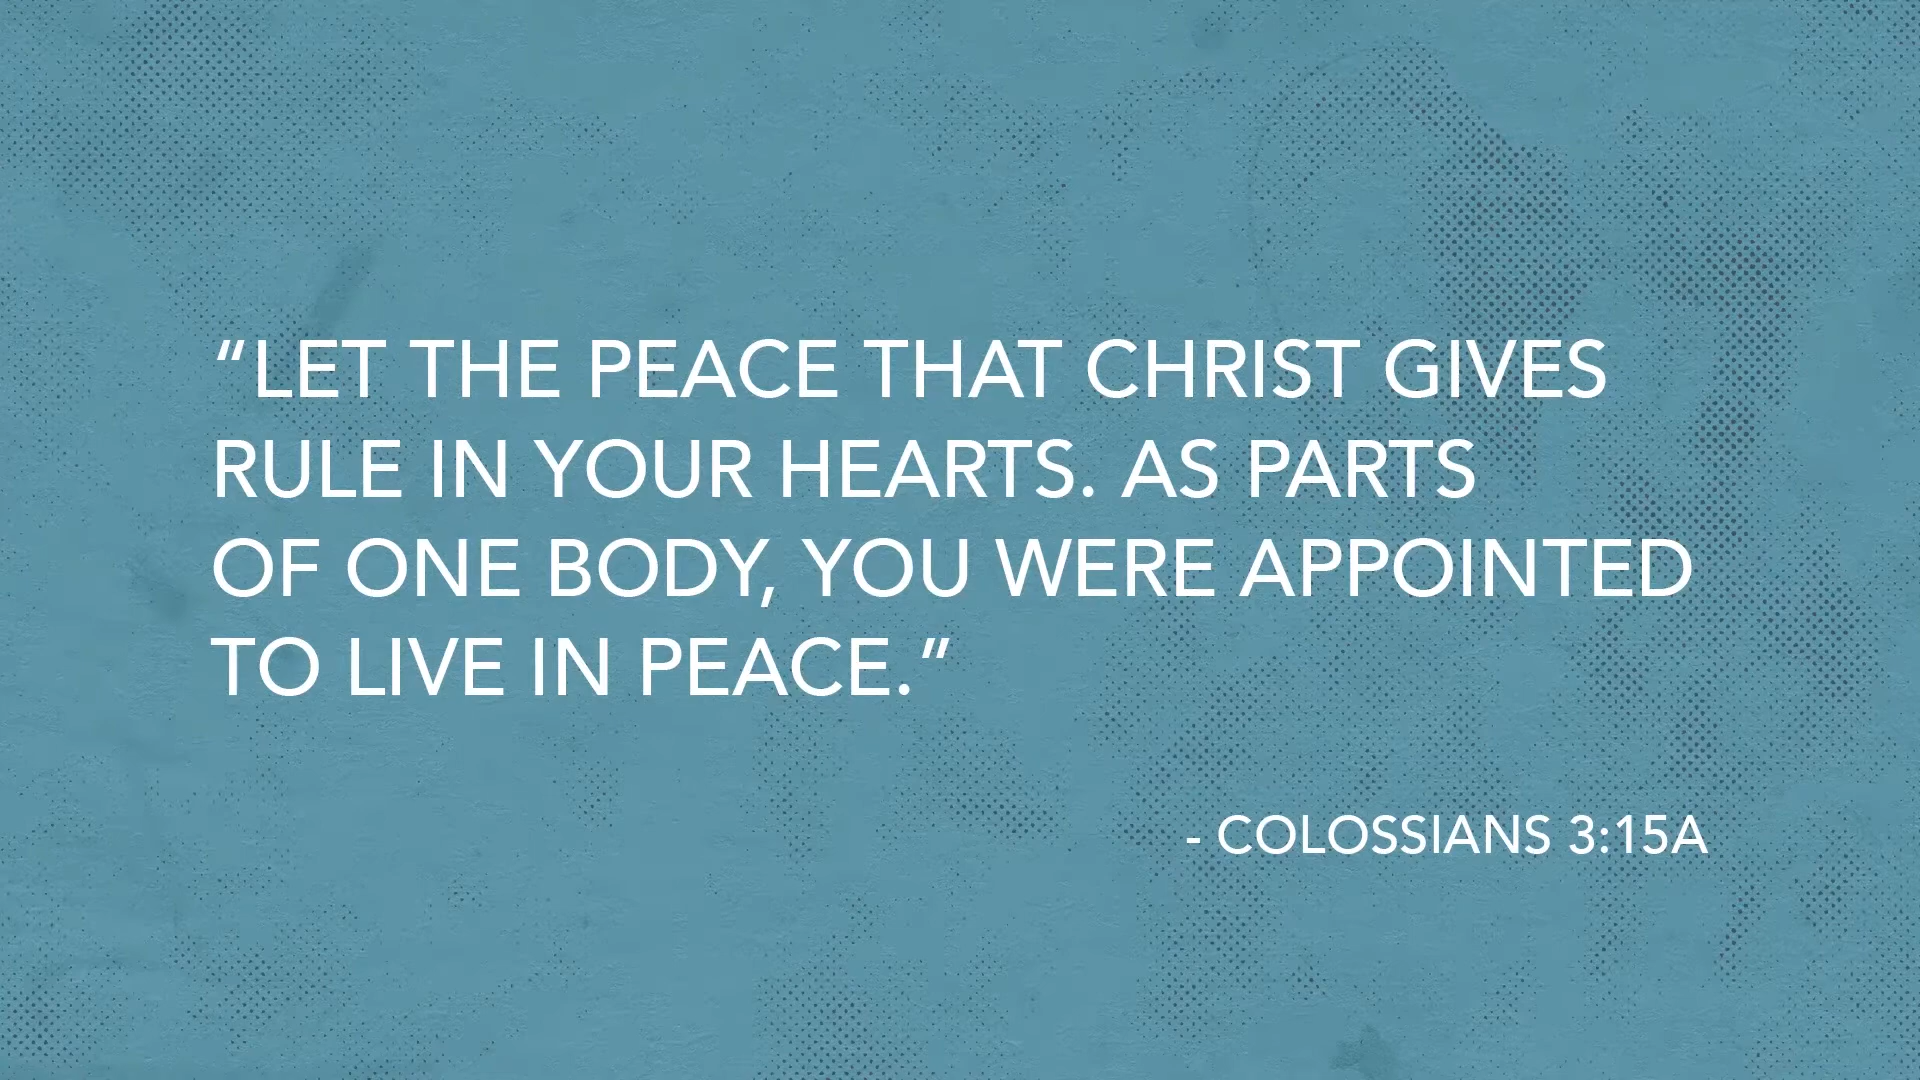 “LET THE PEACE THAT CHRIST GIVES
RULE IN YOUR HEARTS. AS PARTS
OF ONE BODY, YOU WERE APPOINTED
TO LIVE IN PEACE.”
- COLOSSIANS 3:15A